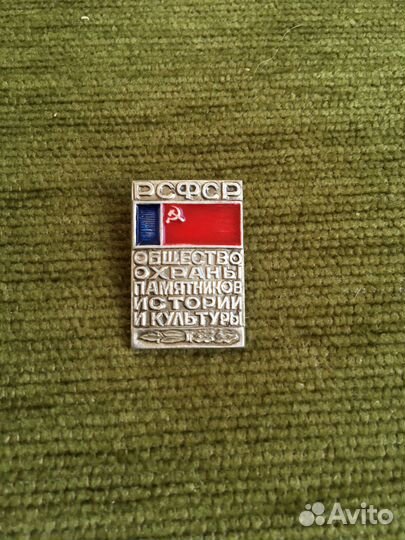 РСФСР
ОБЩЕСТВО
ОХРАНЫ
ПАМЯТНИКОВ
ИСТОРИИ
И КУЛЬТУРЫ
Avito